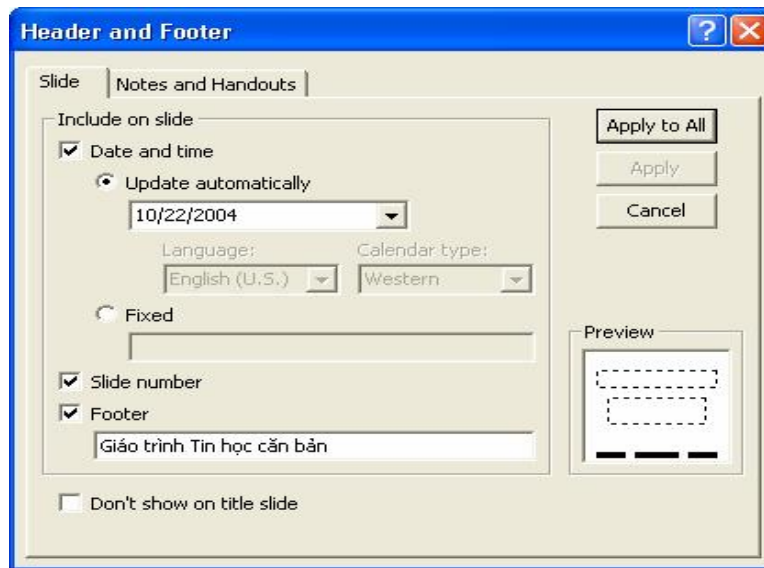 Header and Footer
Slide
Notes and Handouts
Include on slide
Date and time
Update automatically
10/22/2004
Language:
Calendar type:
English (U.S.)
Western
Fixed
Slide number
Footer
Giáo trình Tin học căn bản
Don't show on title slide
Apply to All
Apply
Cancel
Preview